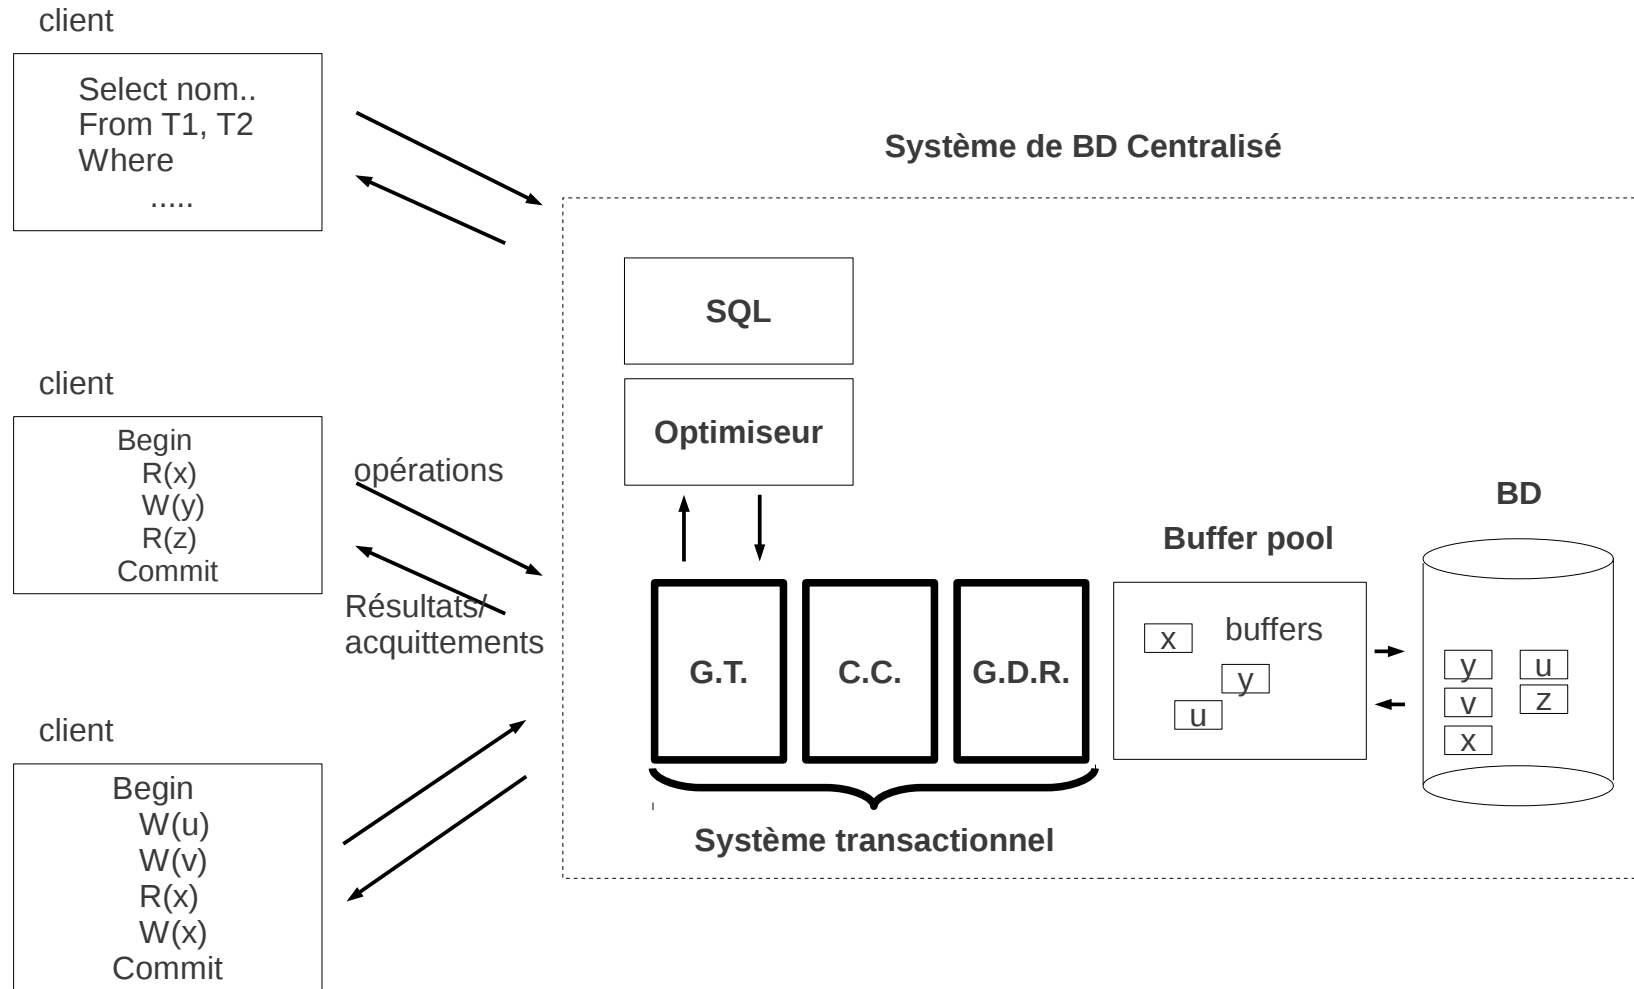 client
Select nom..
From T1, T2
Where
.....
client
Begin
R(x)
W(y)
R(z)
Commit
opérations
Résultats/
acquittements
client
Begin
W(u)
W(v)
R(x)
W(x)
Commit
Système de BD Centralisé
SQL
Optimiseur
G.T.
C.C.
G.D.R.
Système transactionnel
Buffer pool
buffers
x
y
u
BD
y
u
v
z
x